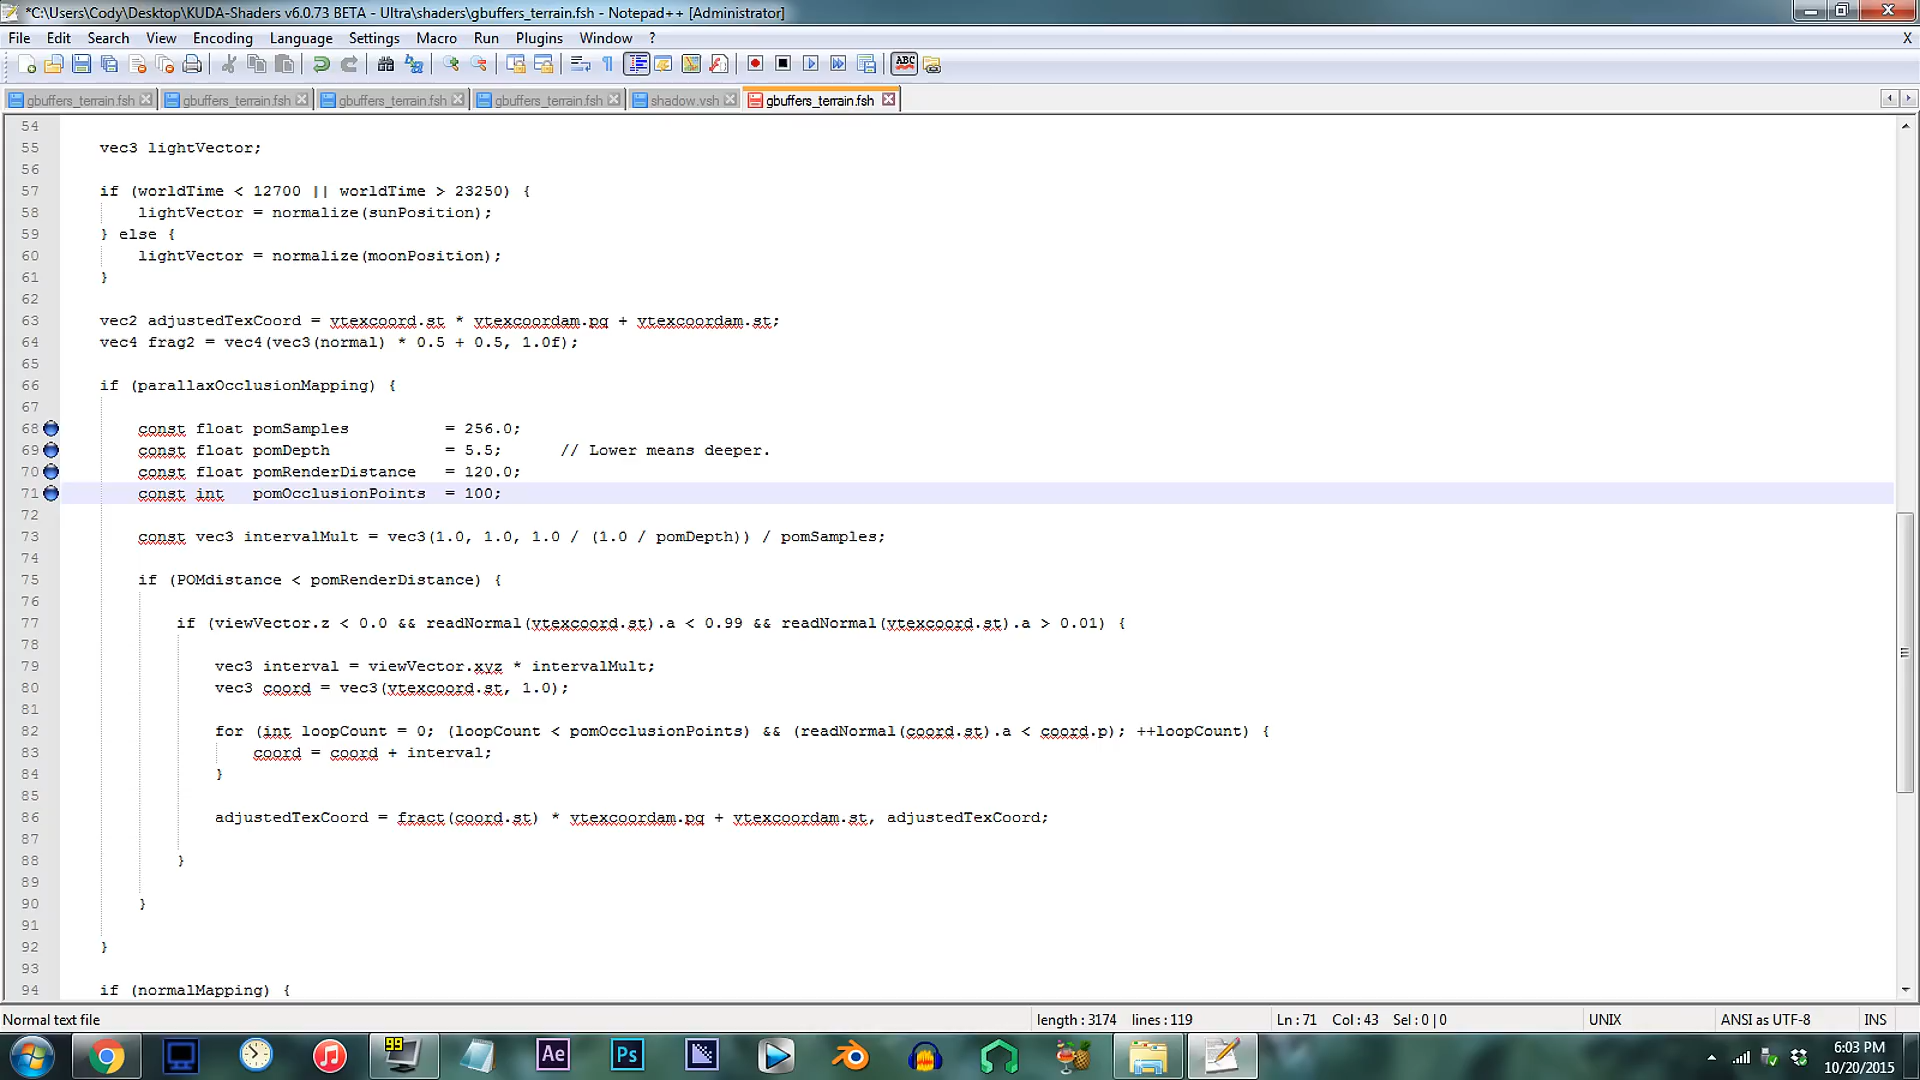 *C:\Users\Cody\Desktop\KUDA-Shaders v6.0.73 BETA - Ultra\shaders\gbuffers_terrain.fsh - Notepad++ [Administrator]
File Edit Search View Encoding Language Settings Macro Run Plugins Window ? X
ABC
gbuffers_terrain.fsh gbuffers_terrain.fsh gbuffers_terrain.fsh gbuffers_terrain.fsh shadow.vsh gbuffers_terrain.fsh
54
55 vec3 lightVector;
56
57 if (worldTime < 12700 || worldTime > 23250) {
58 lightVector = normalize(sunPosition);
59 } else {
60 lightVector = normalize(moonPosition);
61 }
62
63 vec2 adjustedTexCoord = vtexcoord.st * vtexcoordam.pq + vtexcoordam.st;
64 vec4 frag2 = vec4(vec3(normal) * 0.5 + 0.5, 1.0f);
65
66 if (parallaxOcclusionMapping) {
67
68 const float pomSamples = 256.0;
69 const float pomDepth = 5.5; // Lower means deeper.
70 const float pomRenderDistance = 120.0;
71 const int pomOcclusionPoints = 100;
72
73 const vec3 intervalMult = vec3(1.0, 1.0, 1.0 / (1.0 / pomDepth)) / pomSamples;
74
75 if (POMdistance < pomRenderDistance) {
76
77 if (viewVector.z < 0.0 && readNormal(vtexcoord.st).a < 0.99 && readNormal(vtexcoord.st).a > 0.01) {
78
79 vec3 interval = viewVector.xyz * intervalMult;
80 vec3 coord = vec3(vtexcoord.st, 1.0);
81
82 for (int loopCount = 0; (loopCount < pomOcclusionPoints) && (readNormal(coord.st).a < coord.p); ++loopCount) {
83 coord = coord + interval;
84 }
85
86 adjustedTexCoord = fract(coord.st) * vtexcoordam.pq + vtexcoordam.st, adjustedTexCoord;
87
88 }
89
90 }
91
92 }
93
94 if (normalMapping) {
Normal text file length : 3174 lines : 119 Ln : 71 Col : 43 Sel : 0 | 0 UNIX ANSI as UTF-8 INS
99 Ae Ps
6:03 PM
10/20/2015